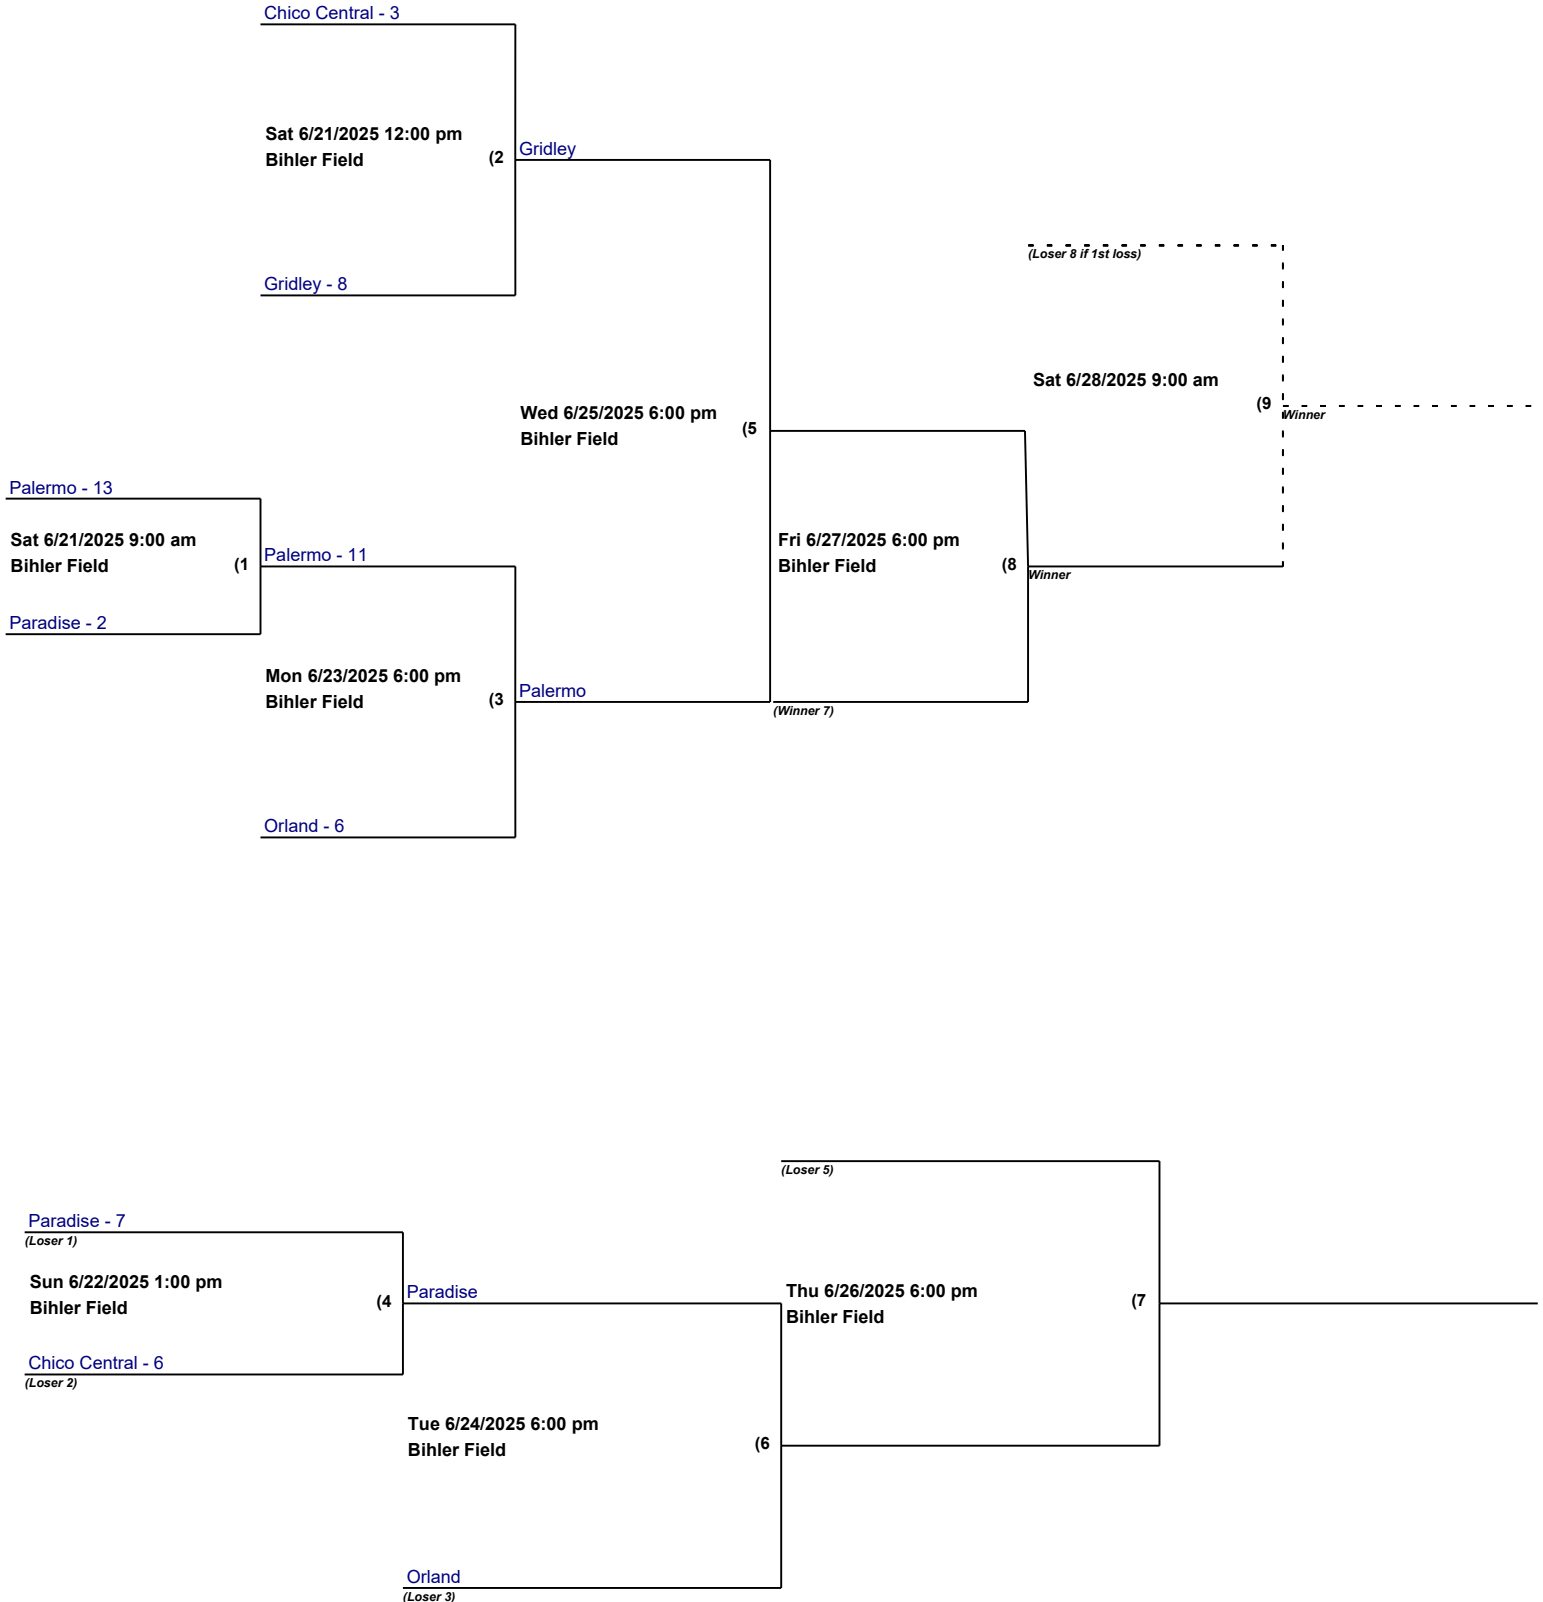 Chico Central - 3
Sat 6/21/2025 12:00 pm
Bihler Field
(2
Gridley
Gridley - 8
(Loser 8 if 1st loss)
Sat 6/28/2025 9:00 am
(9
Winner
Wed 6/25/2025 6:00 pm
Bihler Field
(5
Palermo - 13
Sat 6/21/2025 9:00 am
Bihler Field
(1
Paradise - 2
Palermo - 11
Mon 6/23/2025 6:00 pm
Bihler Field
(3
Palermo
Orland - 6
Fri 6/27/2025 6:00 pm
Bihler Field
(8
Winner
(Winner 7)
(Loser 5)
Paradise - 7
(Loser 1)
Sun 6/22/2025 1:00 pm
Bihler Field
(4
Paradise
Chico Central - 6
(Loser 2)
Thu 6/26/2025 6:00 pm
Bihler Field
(7
Tue 6/24/2025 6:00 pm
Bihler Field
(6
Orland
(Loser 3)